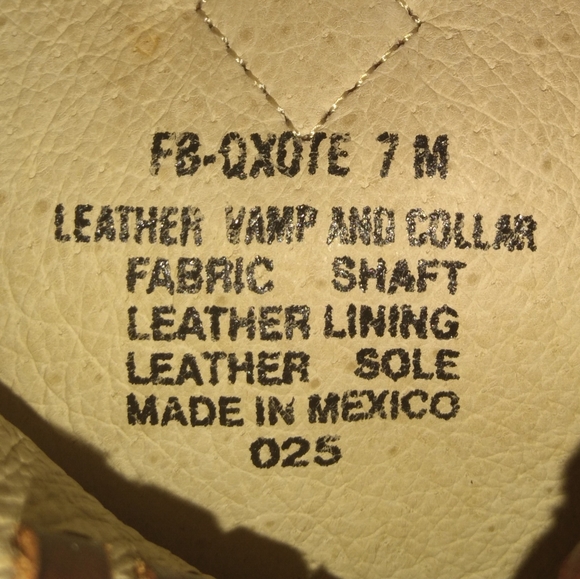 FB-QXOTE 7 M
LEATHER VAMP AND COLLAR
FABRIC SHAFT
LEATHER LINING
LEATHER SOLE
MADE IN MEXICO
025